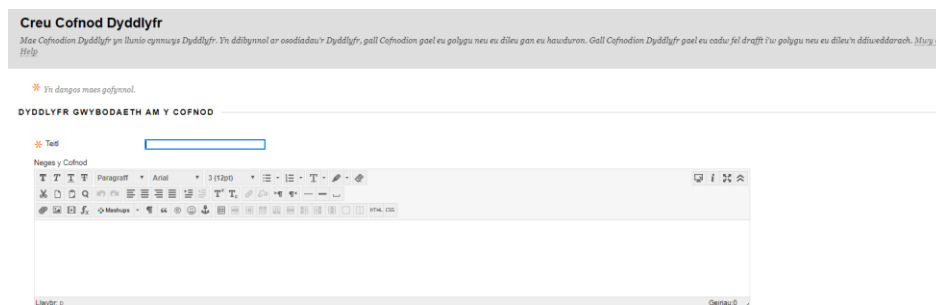 Creu Cofnod Dyddlyfr
Mae Cofnodion Dyddlyfr yn llunio cynnwys Dyddlyfr. Yn ddibynnol ar osodiadau'r Dyddlyfr, gall Cofnodion gael eu golygu neu eu dileu gan eu hawduron. Gall Cofnodion Dyddlyfr gael eu cadw fel drafft i'w golygu neu eu dileu'n ddiweddarach. Mwy
Help
Yn dangos maes gofynnol.
DYDDLYFR GWYBODAETH AM Y COFNOD
Teitl
Neges y Cofnod
T T T T Paragraff Arial 3 (12pt) T
T T
fx Mashups HTML CSS
Llwybr: p Geiriau:0